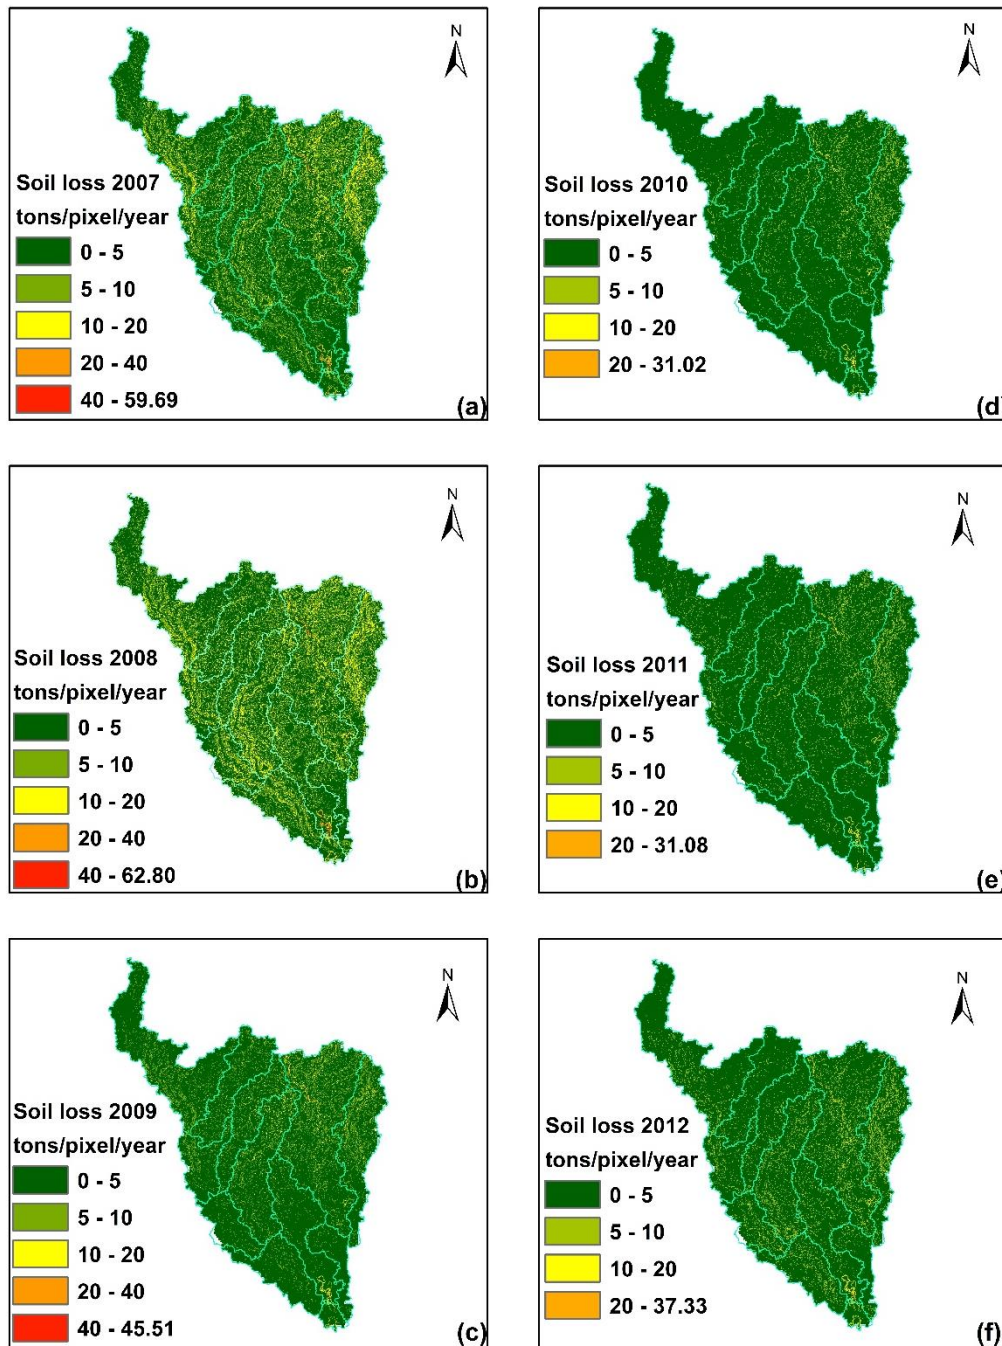 N
Soil loss 2007
tons/pixel/year
0 - 5
5 - 10
10 - 20
20 - 40
40 - 59.69
(a)
N
Soil loss 2010
tons/pixel/year
0 - 5
5 - 10
10 - 20
20 - 31.02
(d)
N
Soil loss 2008
tons/pixel/year
0 - 5
5 - 10
10 - 20
20 - 40
40 - 62.80
(b)
N
Soil loss 2011
tons/pixel/year
0 - 5
5 - 10
10 - 20
20 - 31.08
(e)
N
Soil loss 2009
tons/pixel/year
0 - 5
5 - 10
10 - 20
20 - 40
40 - 45.51
(c)
N
Soil loss 2012
tons/pixel/year
0 - 5
5 - 10
10 - 20
20 - 37.33
(f)